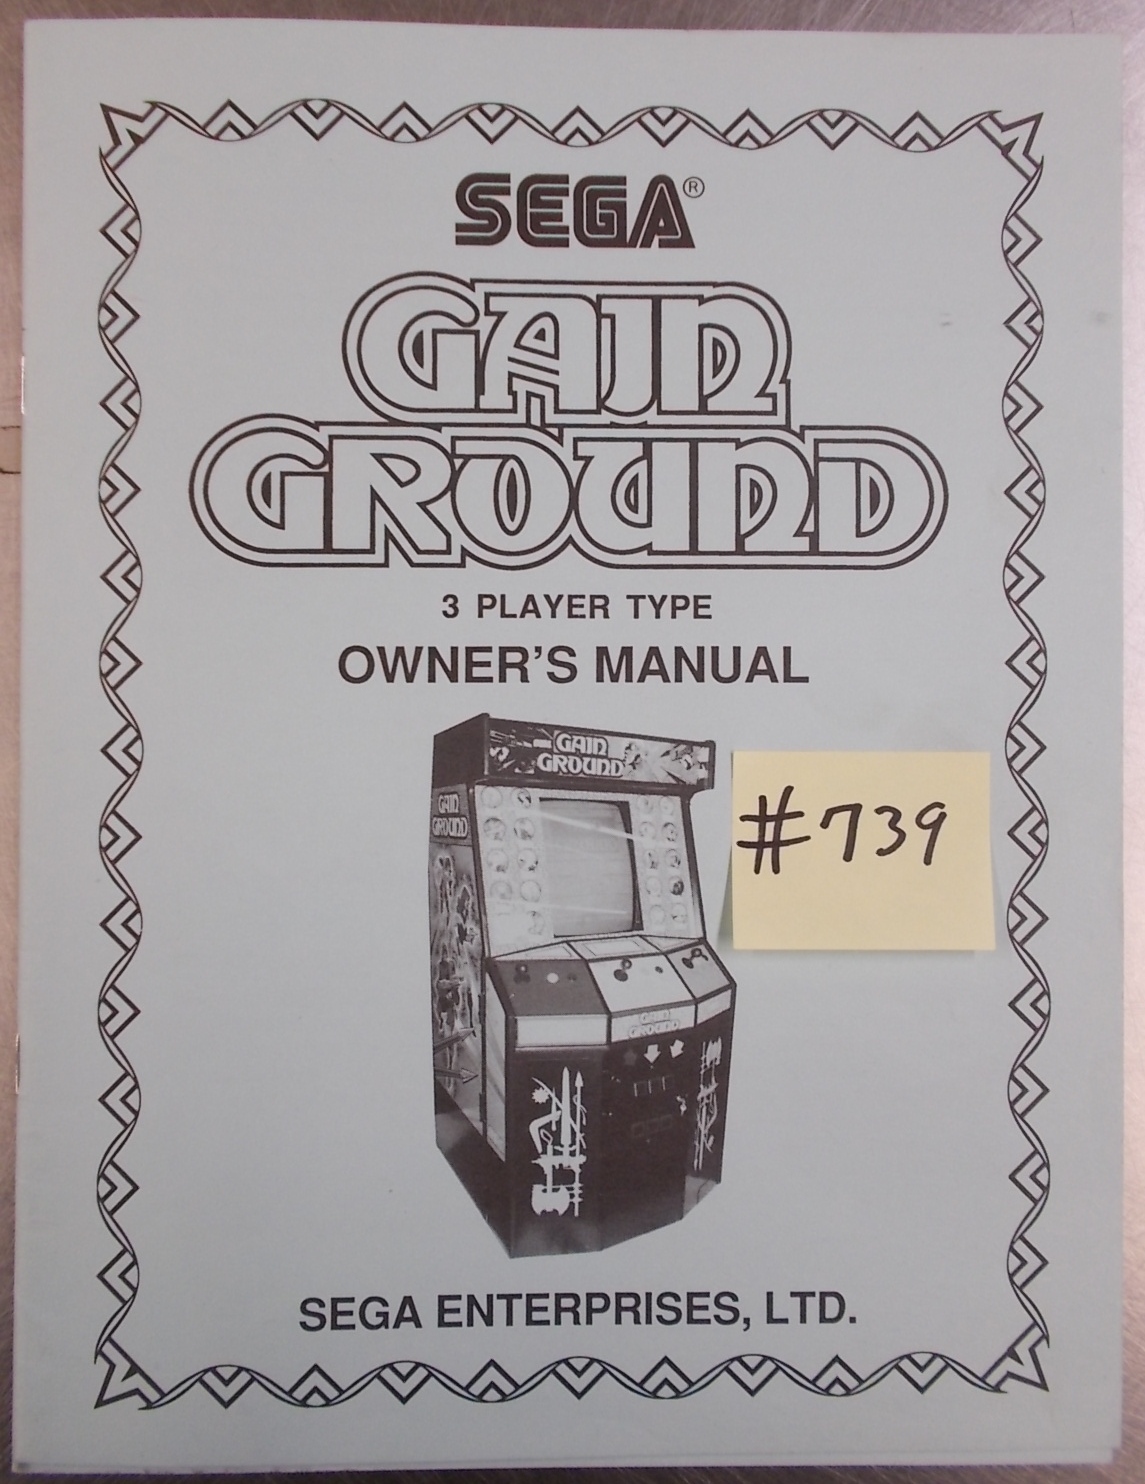 SEGA®
GAIN
GROUND
3 PLAYER TYPE
OWNER'S MANUAL
GAIN
GROUND
GAIN
GROUND
#739
GAIN
GROUND
SEGA ENTERPRISES, LTD.